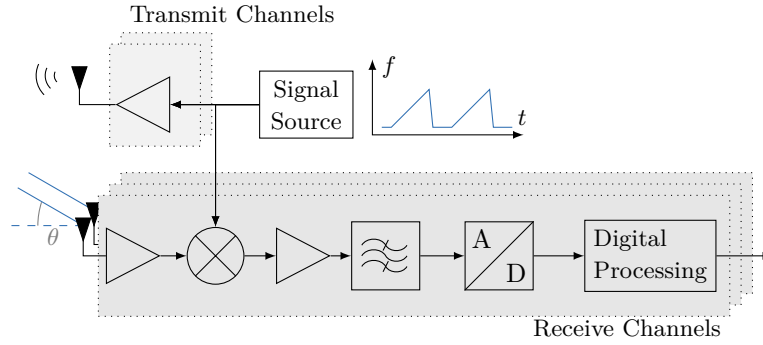 Transmit Channels
Signal
Source
f
t
θ
A
D
Digital
Processing
Receive Channels